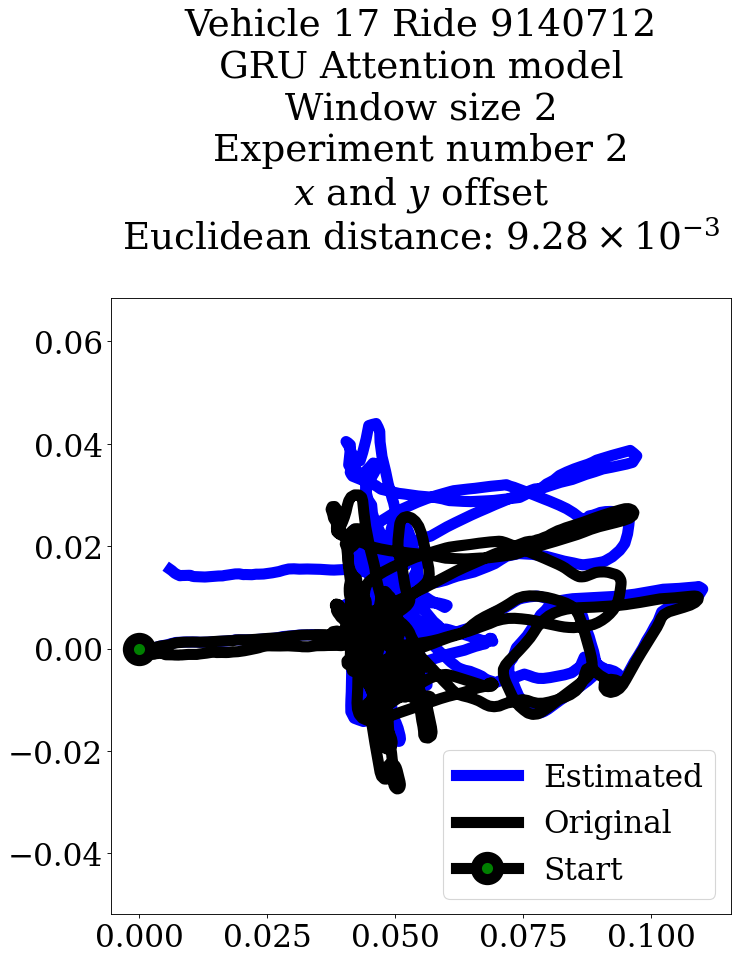 Vehicle 17 Ride 9140712
GRU Attention model
Window size 2
Experiment number 2
x and y offset
Euclidean distance: 9.28 × 10⁻³
0.06
0.04
0.02
0.00
−0.02
−0.04
Estimated
Original
Start
0.000 0.025 0.050 0.075 0.100